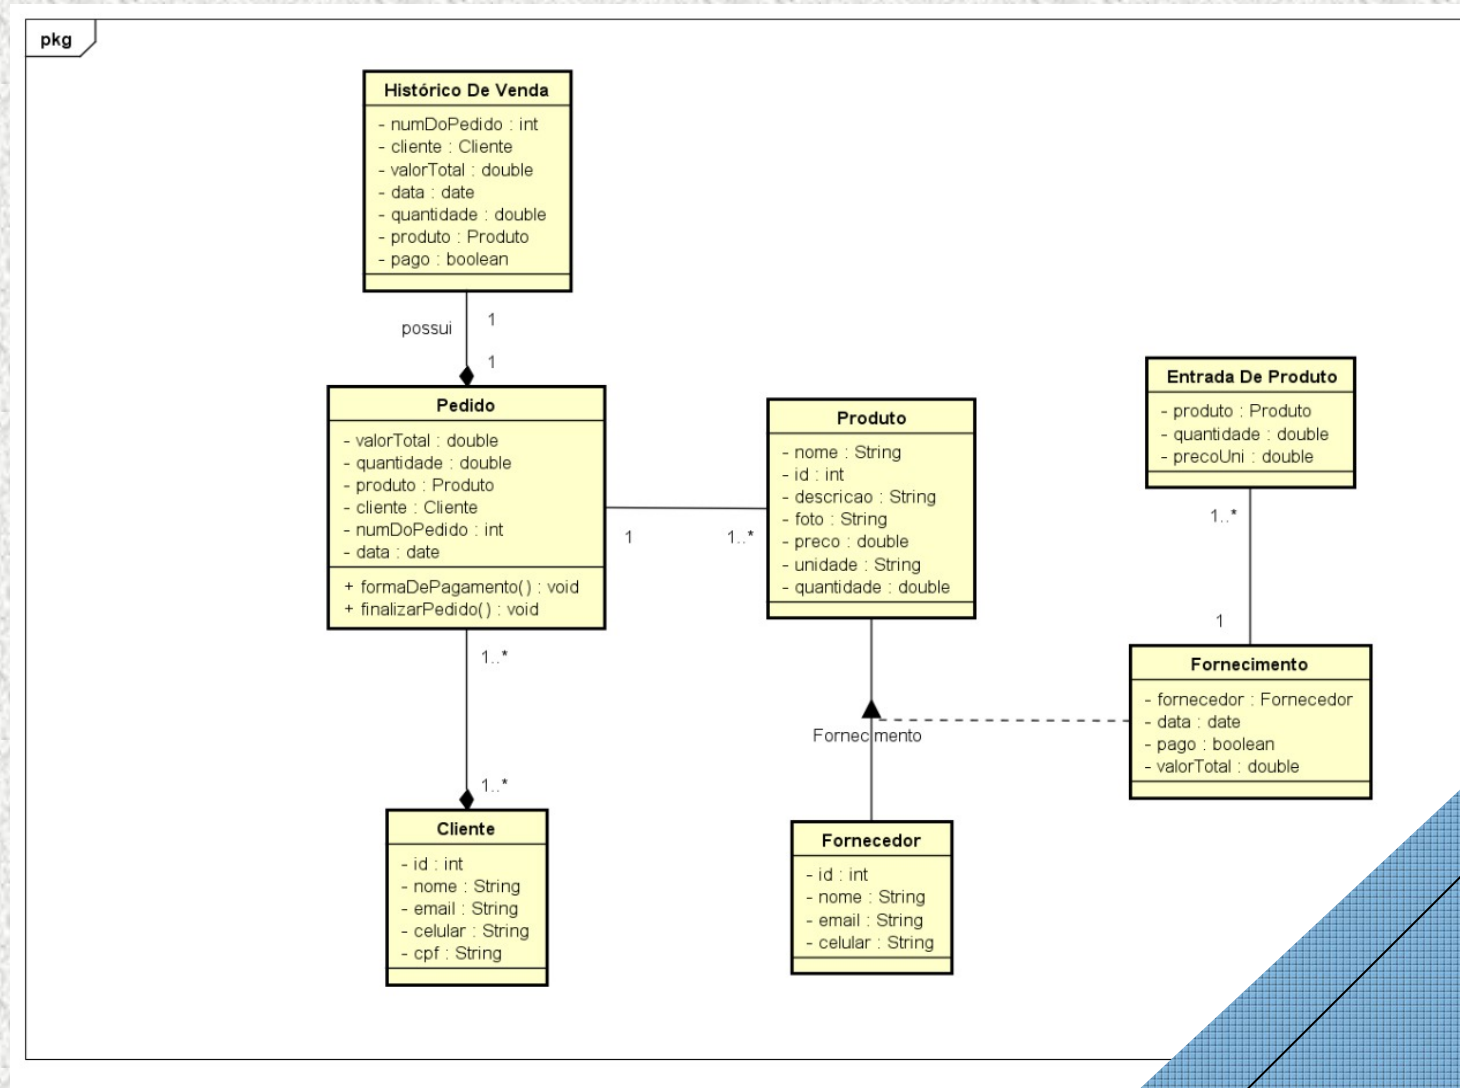 pkg
Histórico De Venda
- numDoPedido : int
- cliente : Cliente
- valorTotal : double
- data : date
- quantidade : double
- produto : Produto
- pago : boolean
possui
1
1
Pedido
- valorTotal : double
- quantidade : double
- produto : Produto
- cliente : Cliente
- numDoPedido : int
- data : date
+ formaDePagamento() : void
+ finalizarPedido() : void
1
1..*
Produto
- nome : String
- id : int
- descricao : String
- foto : String
- preco : double
- unidade : String
- quantidade : double
Entrada De Produto
- produto : Produto
- quantidade : double
- precoUni : double
1..*
1
Fornecimento
- fornecedor : Fornecedor
- data : date
- pago : boolean
- valorTotal : double
Fornecimento
1..*
1..*
Cliente
- id : int
- nome : String
- email : String
- celular : String
- cpf : String
Fornecedor
- id : int
- nome : String
- email : String
- celular : String